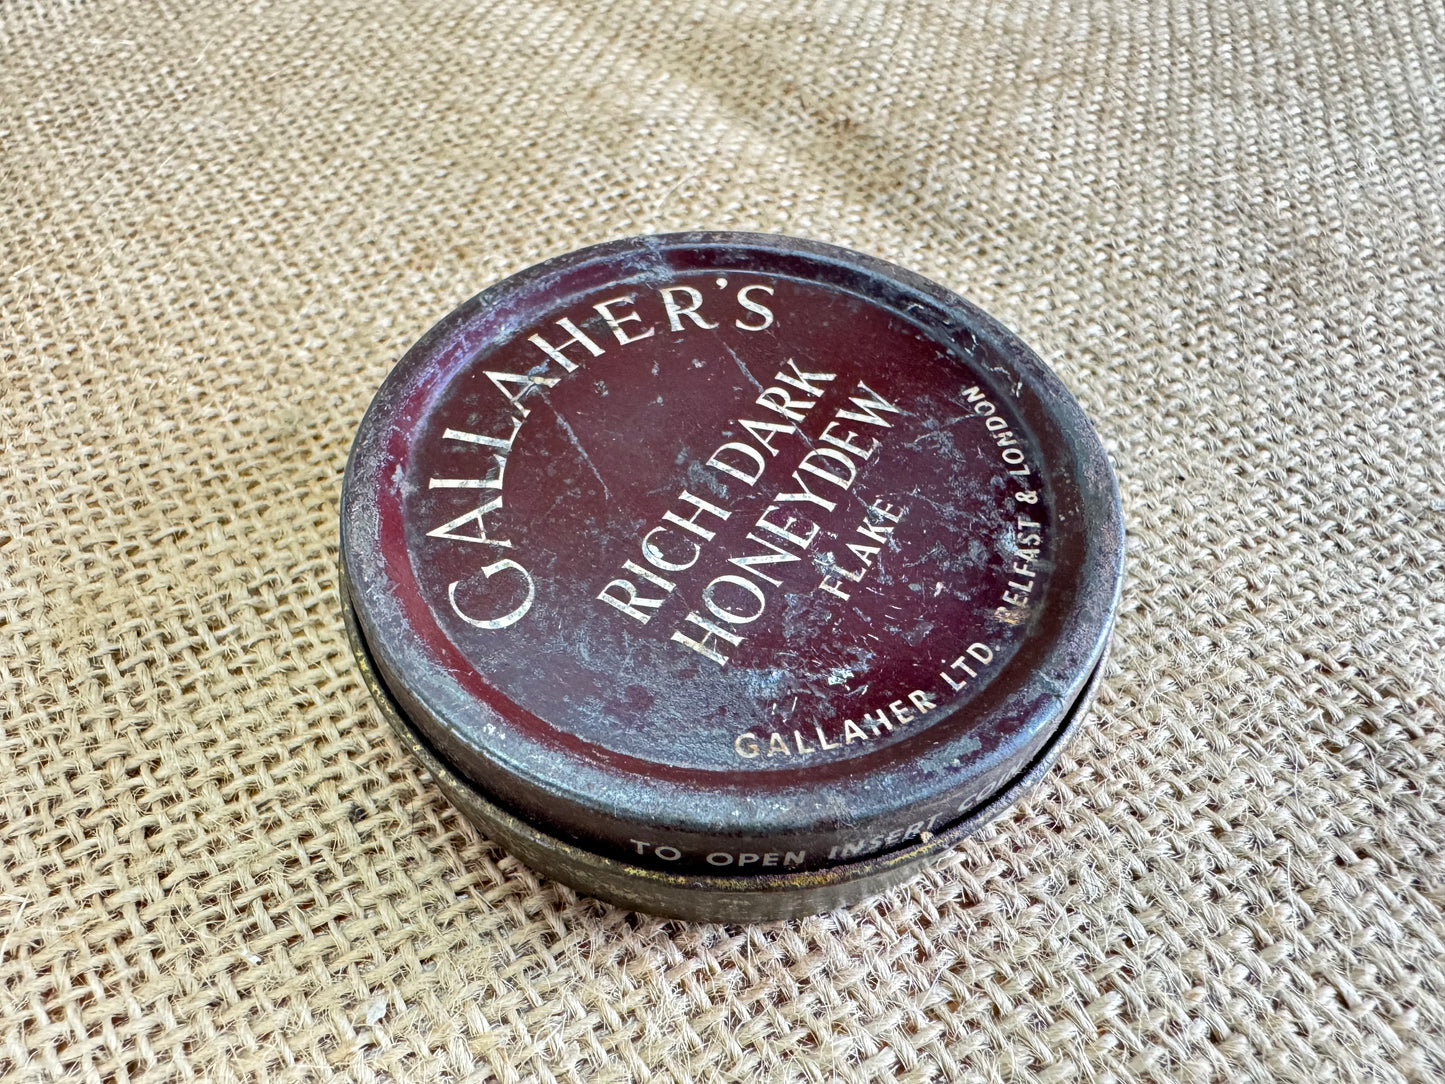 GALLAHER'S
RICH DARK
HONEYDEW
FLAKE
GALLAHER LTD. BELFAST & LONDON
TO OPEN INSERT